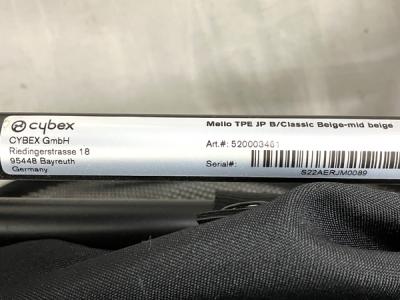 cybex
CYBEX GmbH
Riedingerstrasse 18
95448 Bayreuth
Germany
Mello TPE JP B/Classic Beige-mid beige
Art.#: 520003461
Serial#:
S22AERJM0089